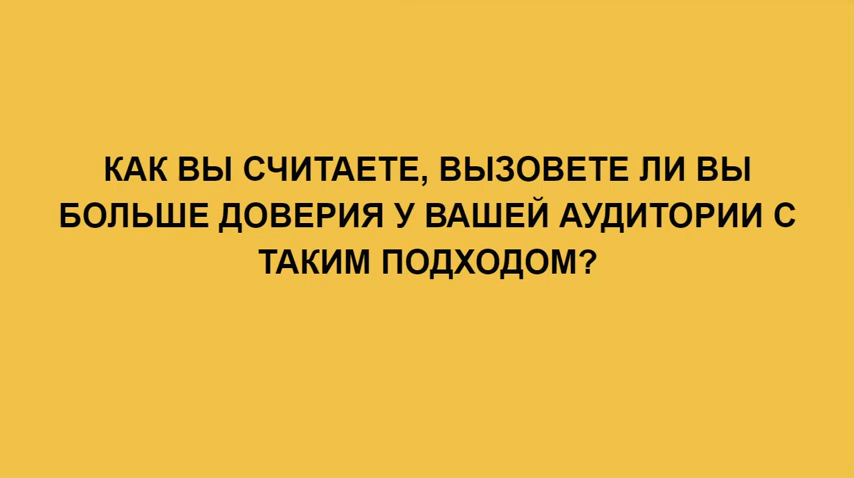 КАК ВЫ СЧИТАЕТЕ, ВЫЗОВЕТЕ ЛИ ВЫ
БОЛЬШЕ ДОВЕРИЯ У ВАШЕЙ АУДИТОРИИ С
ТАКИМ ПОДХОДОМ?